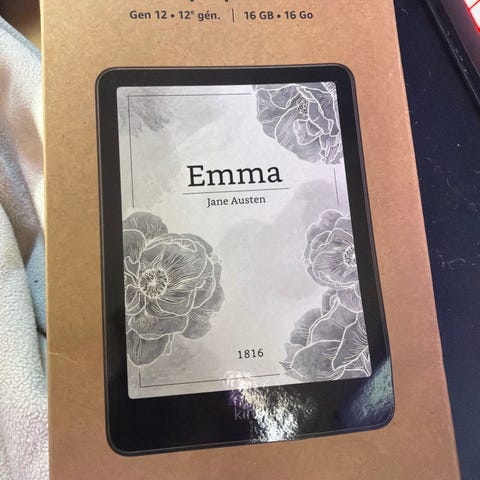 Gen 12 • 12ᵉ gén. | 16 GB • 16 Go
Emma
Jane Austen
1816